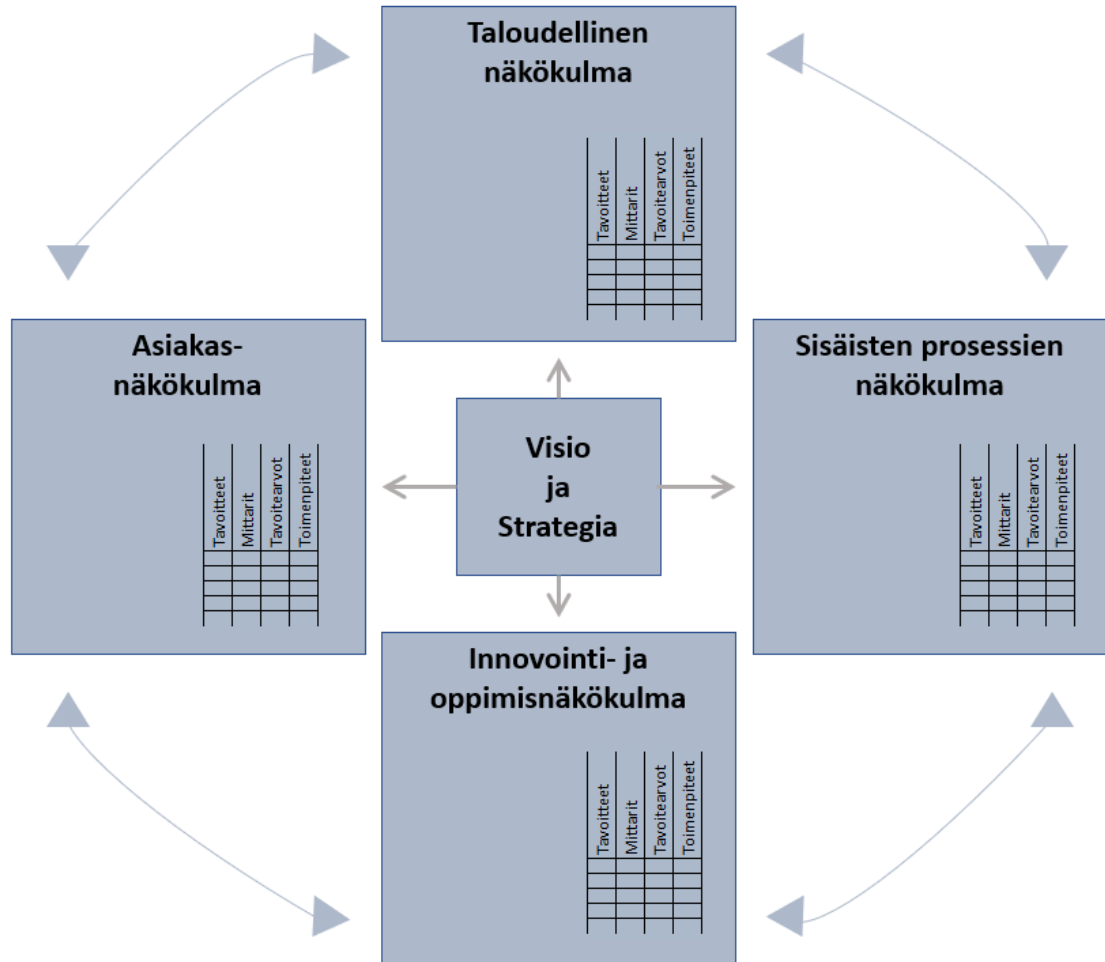 Taloudellinen
näkökulma
Tavoitteet
Mittarit
Tavoitearvot
Toimenpiteet
Asiakas-
näkökulma
Tavoitteet
Mittarit
Tavoitearvot
Toimenpiteet
Visio
ja
Strategia
Sisäisten prosessien
näkökulma
Tavoitteet
Mittarit
Tavoitearvot
Toimenpiteet
Innovointi- ja
oppimisnäkökulma
Tavoitteet
Mittarit
Tavoitearvot
Toimenpiteet